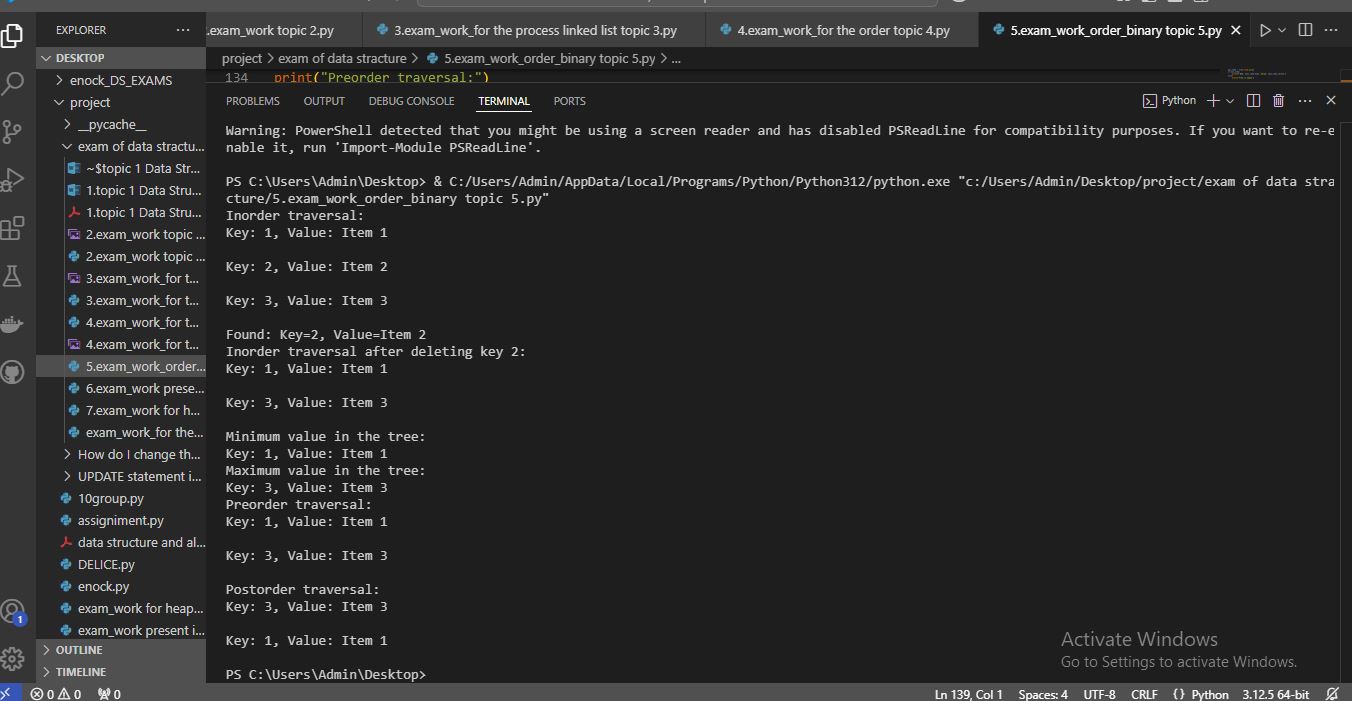 EXPLORER
.exam_work topic 2.py
3.exam_work_for the process linked list topic 3.py
4.exam_work_for the order topic 4.py
5.exam_work_order_binary topic 5.py
DESKTOP
project > exam of data stracture > 5.exam_work_order_binary topic 5.py > ...
134 print("Preorder traversal:")
enock_DS_EXAMS
project
__pycache__
exam of data stractu...
~$topic 1 Data Str...
1.topic 1 Data Stru...
1.topic 1 Data Stru...
2.exam_work topic ...
2.exam_work topic ...
3.exam_work_for t...
3.exam_work_for t...
4.exam_work_for t...
4.exam_work_for t...
5.exam_work_order...
6.exam_work prese...
7.exam_work for h...
exam_work_for the...
How do I change th...
UPDATE statement i...
10group.py
assigniment.py
data structure and al...
DELICE.py
enock.py
exam_work for heap...
exam_work present i...
OUTLINE
TIMELINE
PROBLEMS OUTPUT DEBUG CONSOLE TERMINAL PORTS
Python
Warning: PowerShell detected that you might be using a screen reader and has disabled PSReadLine for compatibility purposes. If you want to re-e
nable it, run 'Import-Module PSReadLine'.
PS C:\Users\Admin\Desktop> & C:/Users/Admin/AppData/Local/Programs/Python/Python312/python.exe "c:/Users/Admin/Desktop/project/exam of data stra
cture/5.exam_work_order_binary topic 5.py"
Inorder traversal:
Key: 1, Value: Item 1
Key: 2, Value: Item 2
Key: 3, Value: Item 3
Found: Key=2, Value=Item 2
Inorder traversal after deleting key 2:
Key: 1, Value: Item 1
Key: 3, Value: Item 3
Minimum value in the tree:
Key: 1, Value: Item 1
Maximum value in the tree:
Key: 3, Value: Item 3
Preorder traversal:
Key: 1, Value: Item 1
Key: 3, Value: Item 3
Postorder traversal:
Key: 3, Value: Item 3
Key: 1, Value: Item 1
PS C:\Users\Admin\Desktop>
Activate Windows
Go to Settings to activate Windows.
1
0 0 0
Ln 139, Col 1 Spaces: 4 UTF-8 CRLF {} Python 3.12.5 64-bit